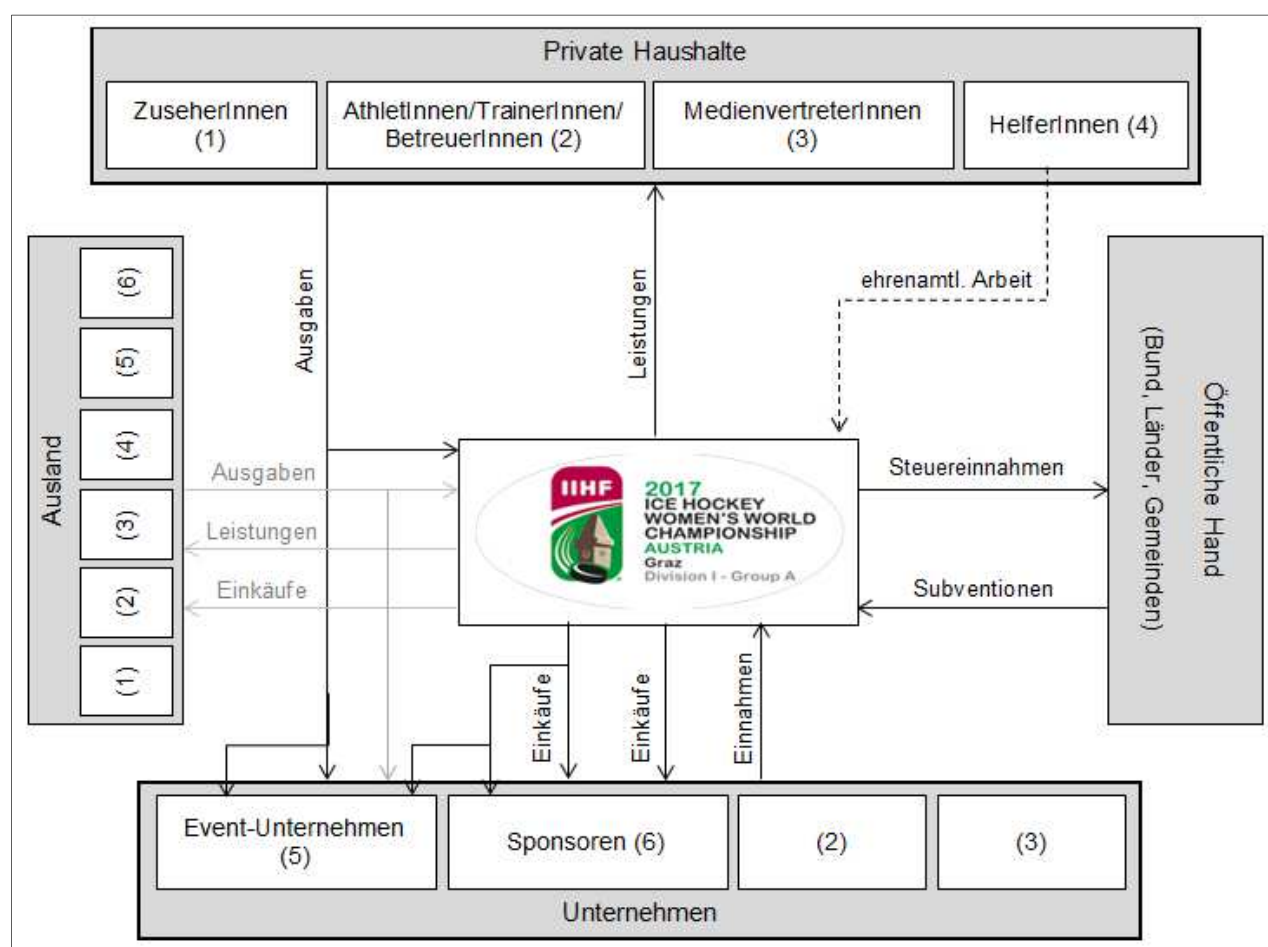 Private Haushalte
ZuseherInnen
(1)
AthletInnen/TrainerInnen/
BetreuerInnen (2)
MedienvertreterInnen
(3)
HelferInnen (4)
Ausland
(6)
(5)
(4)
(3)
(2)
(1)
Ausgaben
Leistungen
ehrenamtl. Arbeit
Ausgaben
Leistungen
Einkäufe
IIHF
2017
ICE HOCKEY
WOMEN'S WORLD
CHAMPIONSHIP
AUSTRIA
Graz
Division I - Group A
Steuereinnahmen
Subventionen
Öffentliche Hand
(Bund, Länder, Gemeinden)
Einkäufe
Einkäufe
Einnahmen
Event-Unternehmen
(5)
Sponsoren (6)
(2)
(3)
Unternehmen